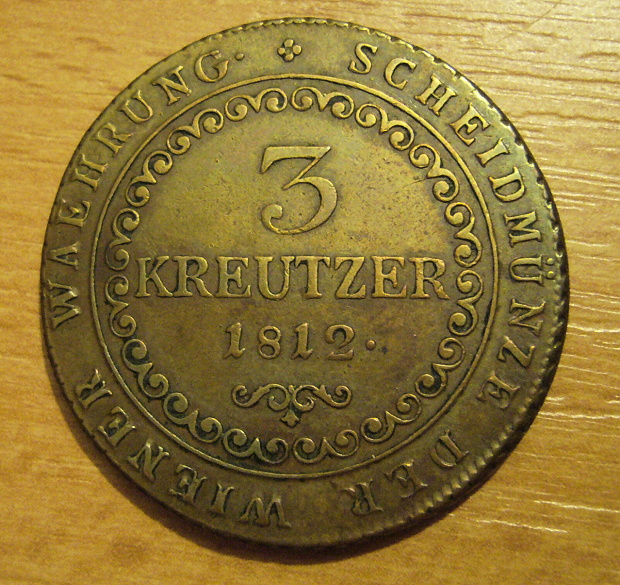 SCHEIDMÜNZE DER WIENER WAEHRUNG·
3
KREUTZER
1812·